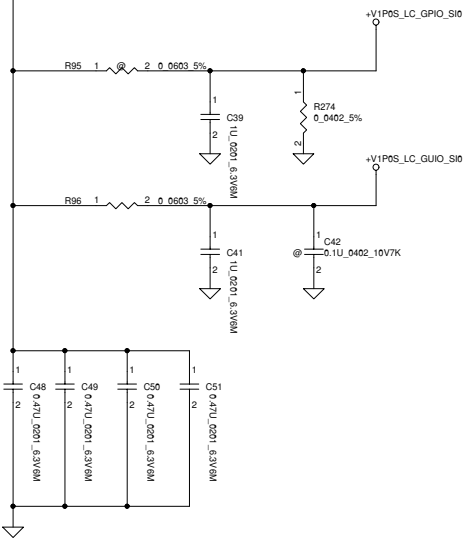 +V1P0S_LC_GPIO_SI0
R95 1 @ 2 0_0603_5%
1
C39
1U_0201_6.3V6M
2
1
R274
0_0402_5%
2
+V1P0S_LC_GUIO_SI0
R96 1 2 0_0603_5%
1
C41
1U_0201_6.3V6M
2
1
C42
@ 0.1U_0402_10V7K
2
1
C48
0.47U_0201_6.3V6M
2
1
C49
0.47U_0201_6.3V6M
2
1
C50
0.47U_0201_6.3V6M
2
1
C51
0.47U_0201_6.3V6M
2